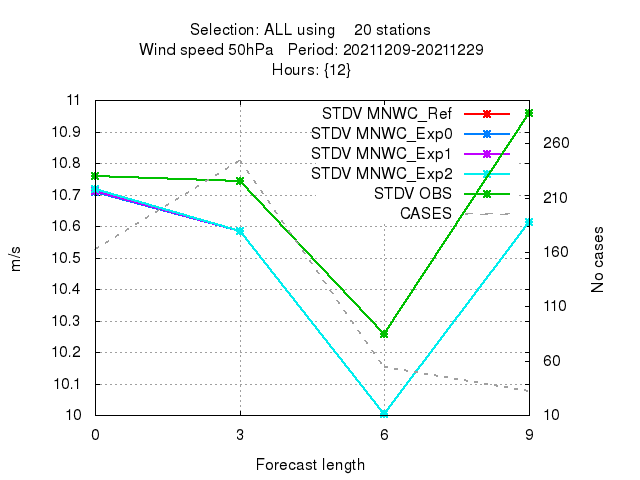 Selection: ALL using 20 stations
Wind speed 50hPa Period: 20211209-20211229
Hours: {12}
STDV MNWC_Ref
STDV MNWC_Exp0
STDV MNWC_Exp1
STDV MNWC_Exp2
STDV OBS
CASES
11
10.9
10.8
10.7
10.6
10.5
10.4
10.3
10.2
10.1
10
m/s
260
210
160
110
60
10
No cases
0 3 6 9
Forecast length